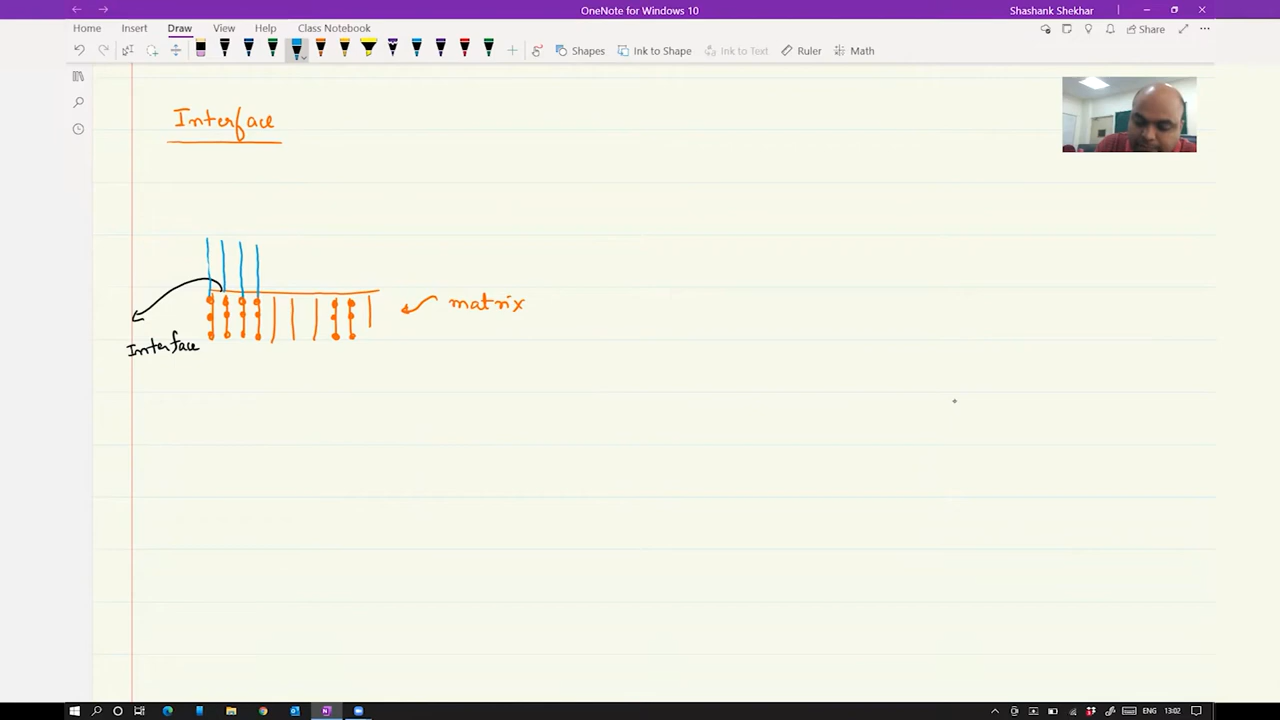 OneNote for Windows 10
Shashank Shekhar
Home Insert Draw View Help Class Notebook
Shapes Ink to Shape Ink to Text Ruler Math Share
Interface
matrix
Interface
ENG 13:02